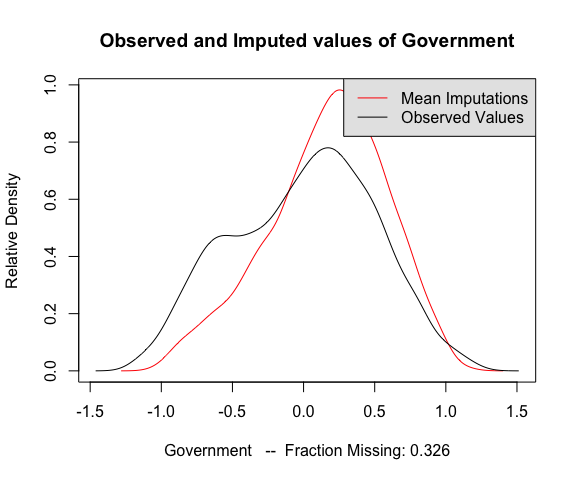 Observed and Imputed values of Government
Mean Imputations
Observed Values
Relative Density
1.0
0.8
0.6
0.4
0.2
0.0
-1.5 -1.0 -0.5 0.0 0.5 1.0 1.5
Government -- Fraction Missing: 0.326